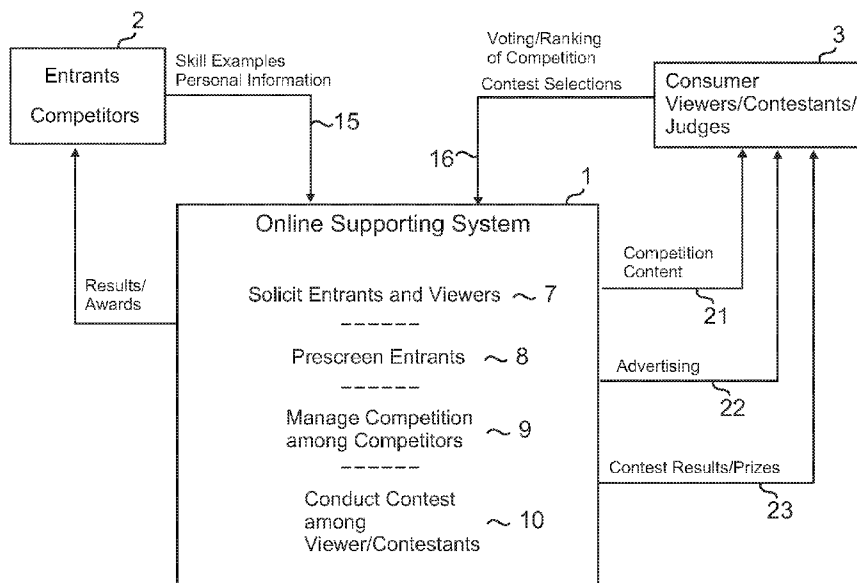 2
Entrants
Competitors
Skill Examples
Personal Information
15
Voting/Ranking
of Competition
Contest Selections
16
3
Consumer
Viewers/Contestants/
Judges
1
Online Supporting System
Solicit Entrants and Viewers ~ 7
Prescreen Entrants ~ 8
Manage Competition
among Competitors ~ 9
Conduct Contest
among
Viewer/Contestants ~ 10
Results/
Awards
Competition
Content
21
Advertising
22
Contest Results/Prizes
23